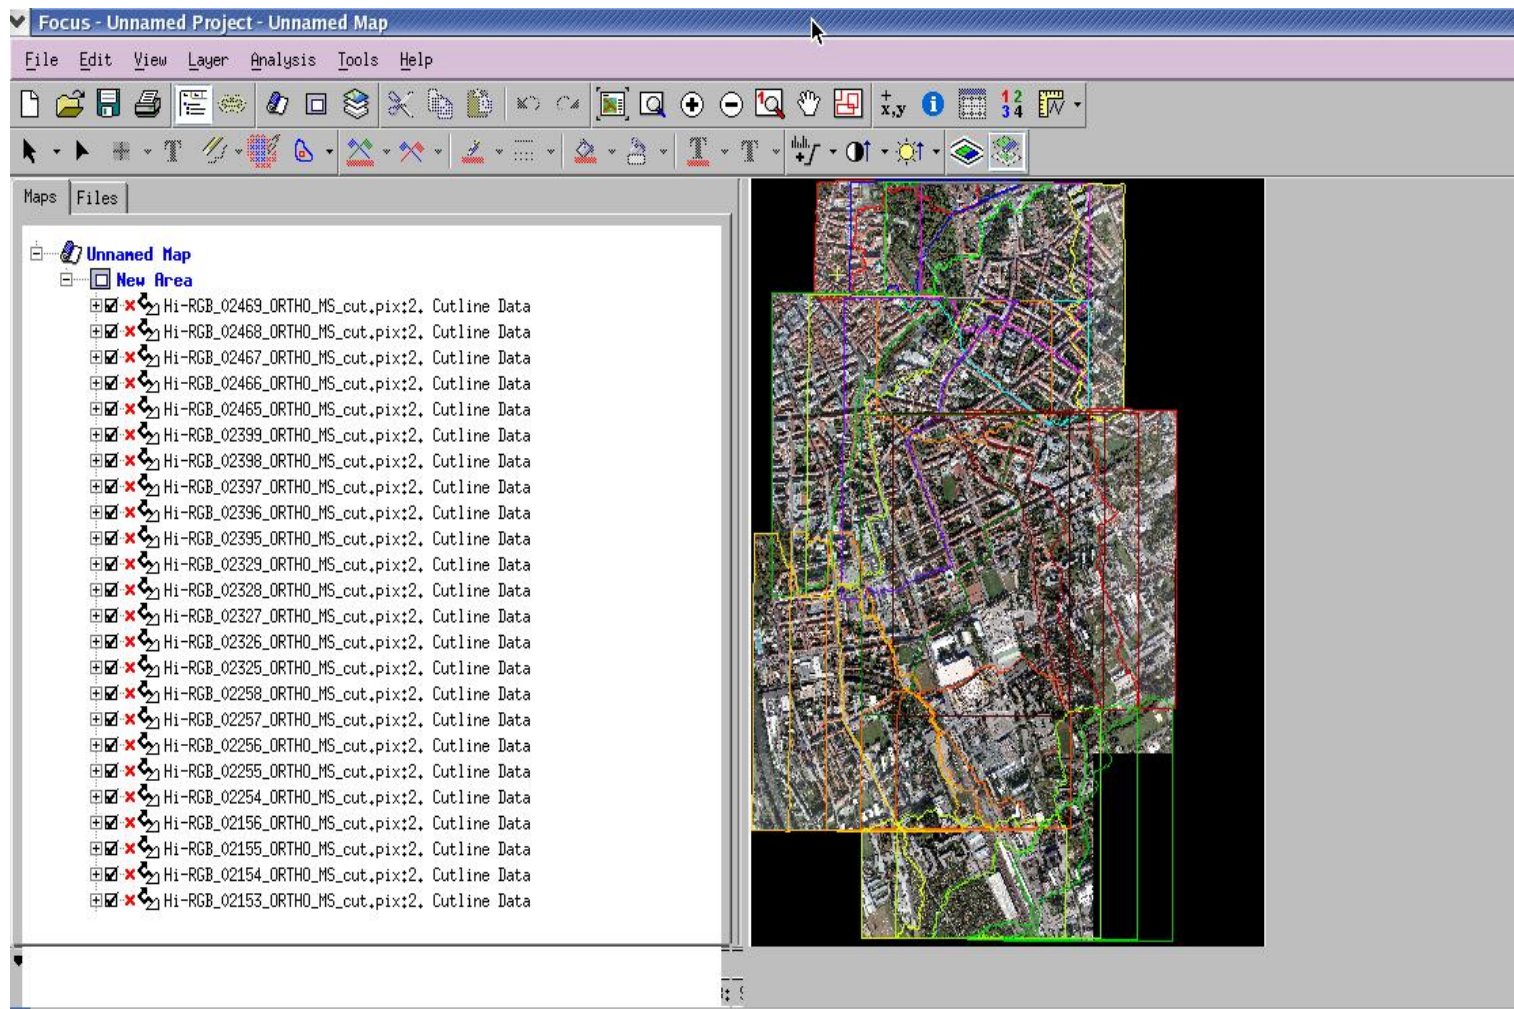 Focus - Unnamed Project - Unnamed Map
File Edit View Layer Analysis Tools Help
+
x,y
1 2
3 4
Maps Files
Unnamed Map
New Area
Hi-RGB_02469_ORTHO_MS_cut.pix:2. Cutline Data
Hi-RGB_02468_ORTHO_MS_cut.pix:2. Cutline Data
Hi-RGB_02467_ORTHO_MS_cut.pix:2. Cutline Data
Hi-RGB_02466_ORTHO_MS_cut.pix:2. Cutline Data
Hi-RGB_02465_ORTHO_MS_cut.pix:2. Cutline Data
Hi-RGB_02399_ORTHO_MS_cut.pix:2. Cutline Data
Hi-RGB_02398_ORTHO_MS_cut.pix:2. Cutline Data
Hi-RGB_02397_ORTHO_MS_cut.pix:2. Cutline Data
Hi-RGB_02396_ORTHO_MS_cut.pix:2. Cutline Data
Hi-RGB_02395_ORTHO_MS_cut.pix:2. Cutline Data
Hi-RGB_02329_ORTHO_MS_cut.pix:2. Cutline Data
Hi-RGB_02328_ORTHO_MS_cut.pix:2. Cutline Data
Hi-RGB_02327_ORTHO_MS_cut.pix:2. Cutline Data
Hi-RGB_02326_ORTHO_MS_cut.pix:2. Cutline Data
Hi-RGB_02325_ORTHO_MS_cut.pix:2. Cutline Data
Hi-RGB_02258_ORTHO_MS_cut.pix:2. Cutline Data
Hi-RGB_02257_ORTHO_MS_cut.pix:2. Cutline Data
Hi-RGB_02256_ORTHO_MS_cut.pix:2. Cutline Data
Hi-RGB_02255_ORTHO_MS_cut.pix:2. Cutline Data
Hi-RGB_02254_ORTHO_MS_cut.pix:2. Cutline Data
Hi-RGB_02156_ORTHO_MS_cut.pix:2. Cutline Data
Hi-RGB_02155_ORTHO_MS_cut.pix:2. Cutline Data
Hi-RGB_02154_ORTHO_MS_cut.pix:2. Cutline Data
Hi-RGB_02153_ORTHO_MS_cut.pix:2. Cutline Data